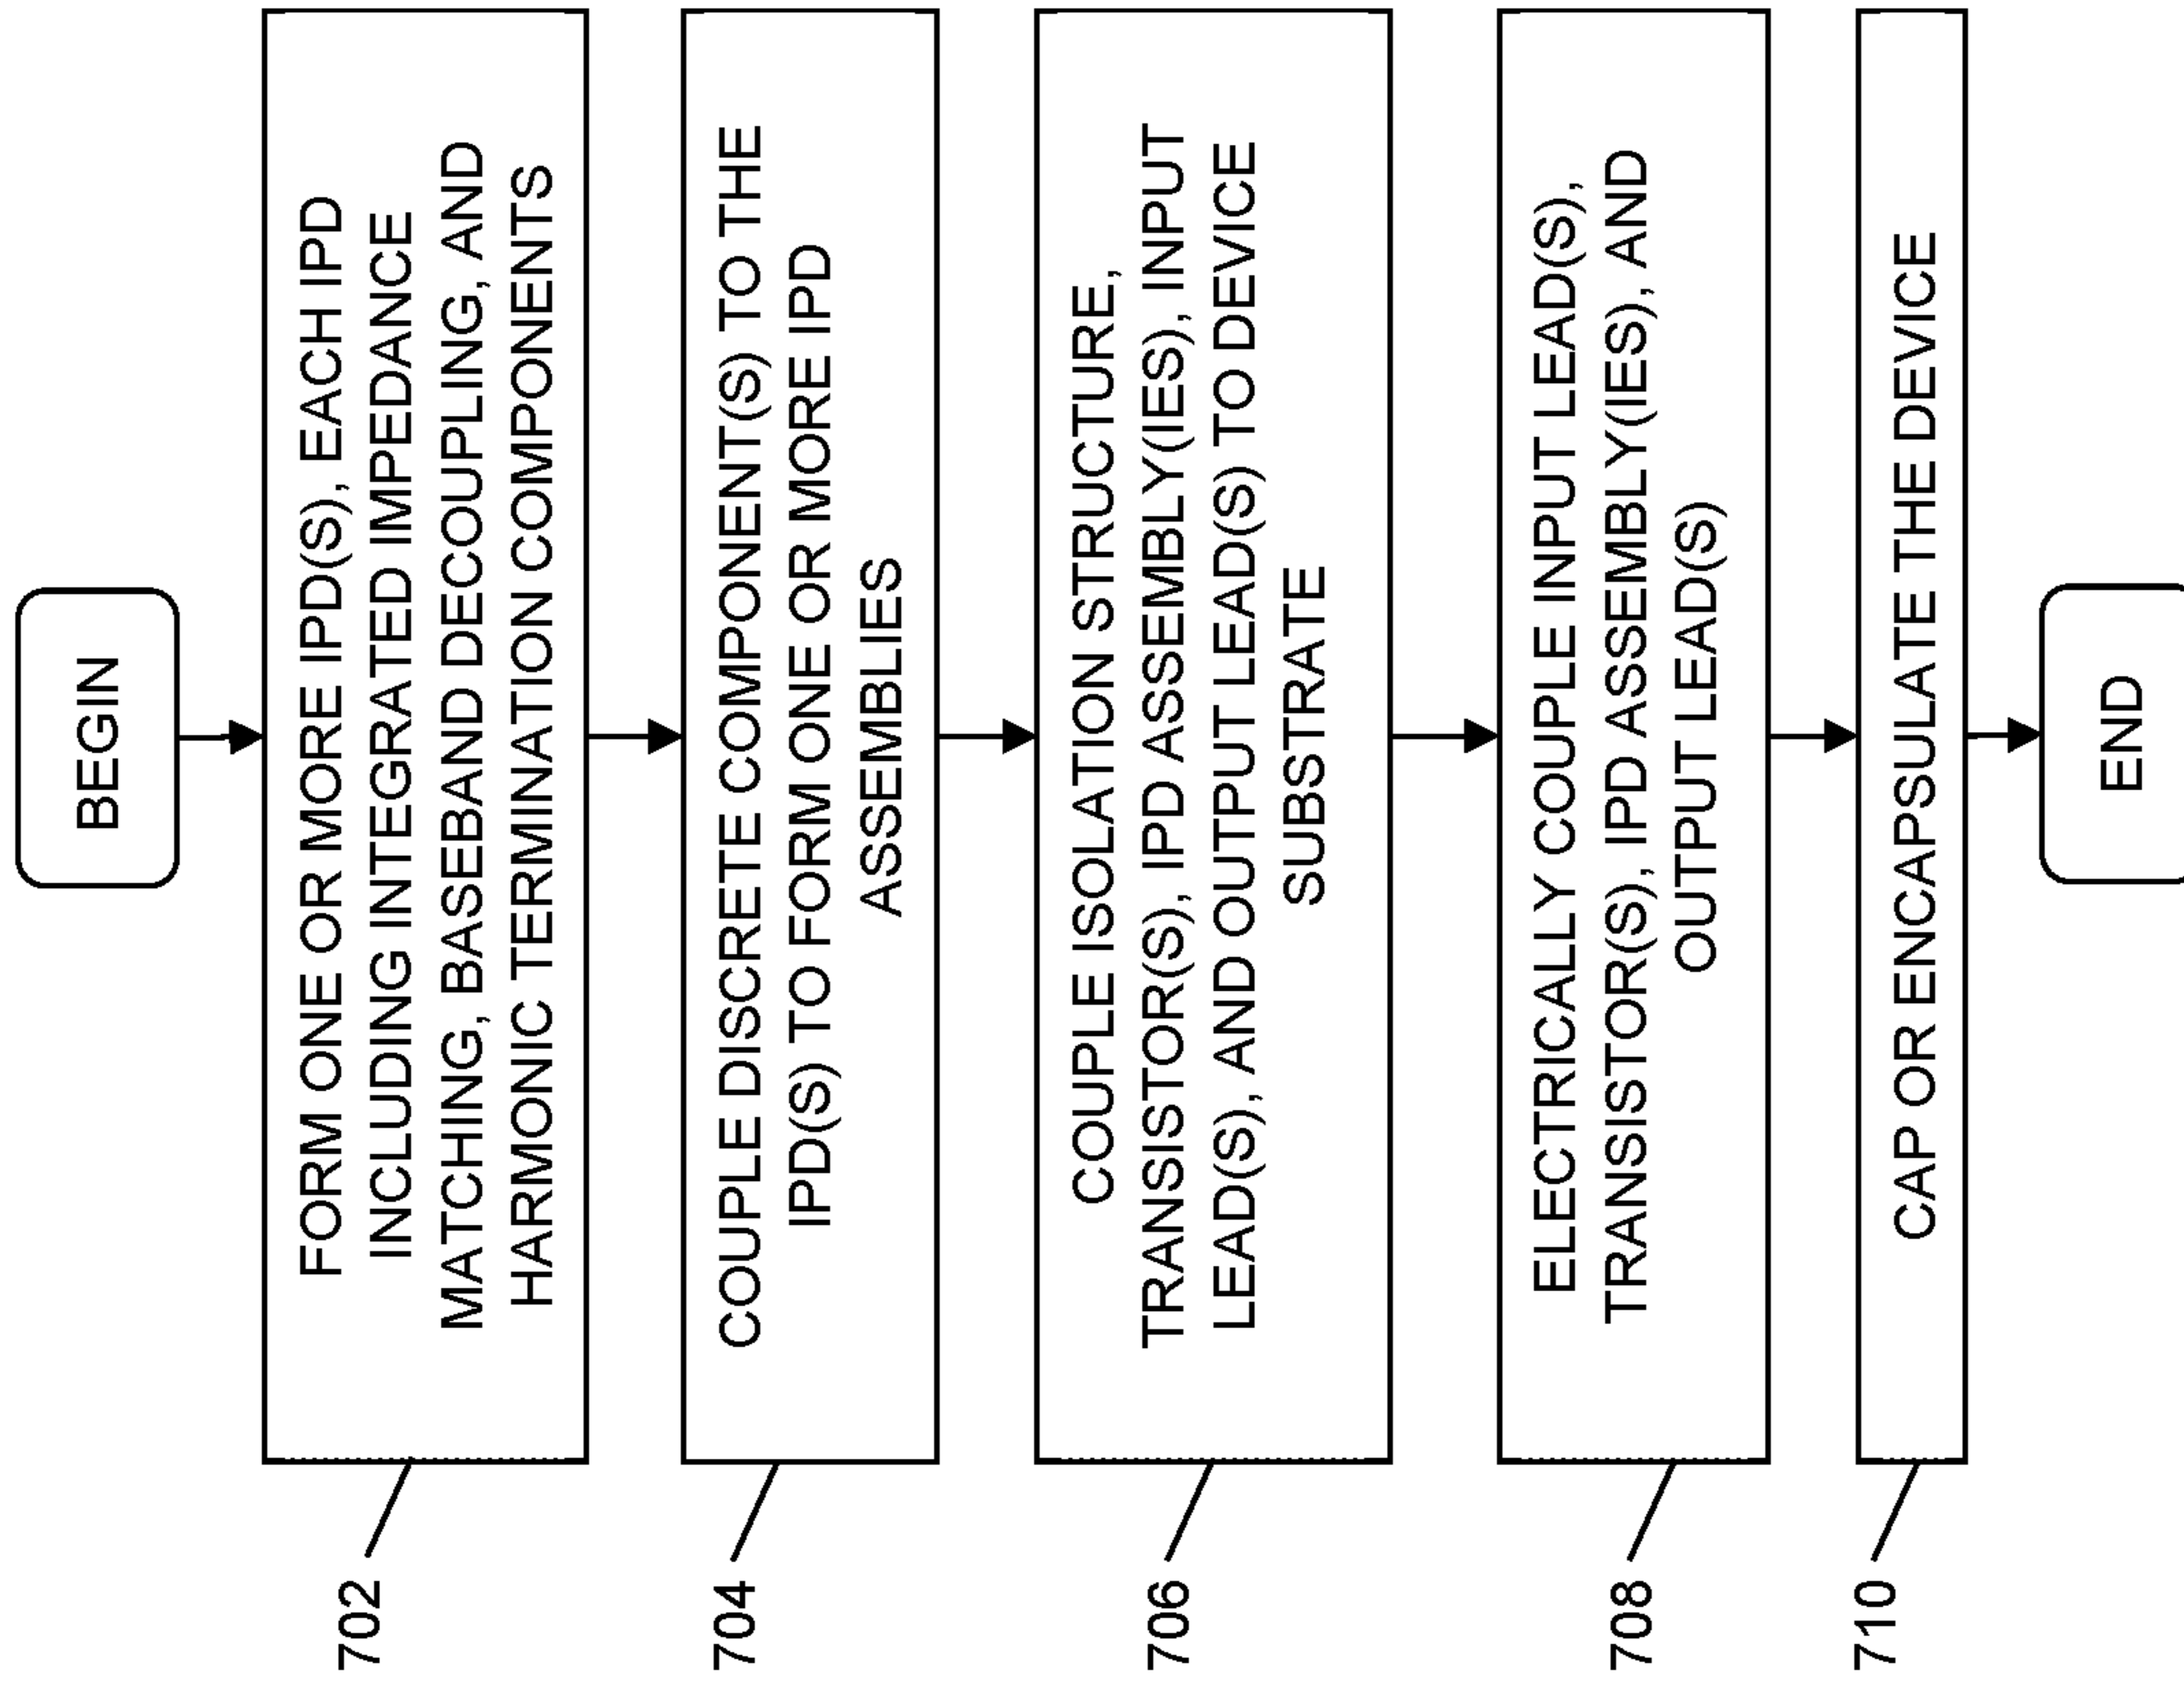 BEGIN
702
FORM ONE OR MORE IPD(S), EACH IPD
INCLUDING INTEGRATED IMPEDANCE
MATCHING, BASEBAND DECOUPLING, AND
HARMONIC TERMINATION COMPONENTS
704
COUPLE DISCRETE COMPONENT(S) TO THE
IPD(S) TO FORM ONE OR MORE IPD
ASSEMBLIES
706
COUPLE ISOLATION STRUCTURE,
TRANSISTOR(S), IPD ASSEMBLY(IES), INPUT
LEAD(S), AND OUTPUT LEAD(S) TO DEVICE
SUBSTRATE
708
ELECTRICALLY COUPLE INPUT LEAD(S),
TRANSISTOR(S), IPD ASSEMBLY(IES), AND
OUTPUT LEAD(S)
710
CAP OR ENCAPSULATE THE DEVICE
END